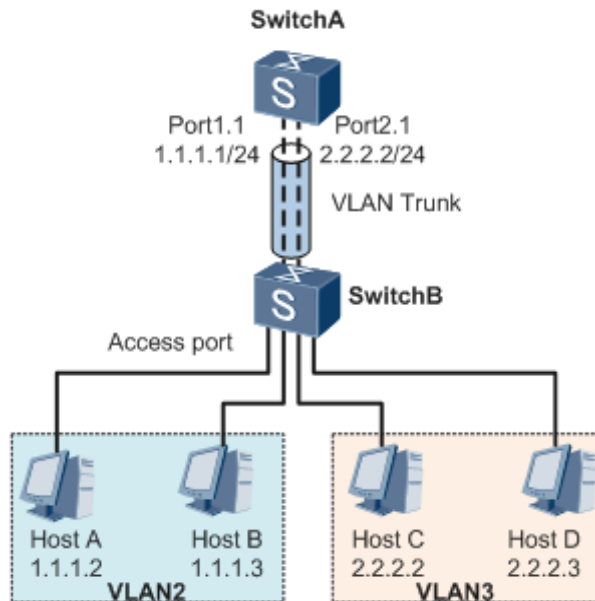 SwitchA
S
Port1.1 Port2.1
1.1.1.1/24 2.2.2.2/24
VLAN Trunk
S
SwitchB
Access port
Host A Host B Host C Host D
1.1.1.2 1.1.1.3 2.2.2.2 2.2.2.3
VLAN2 VLAN3